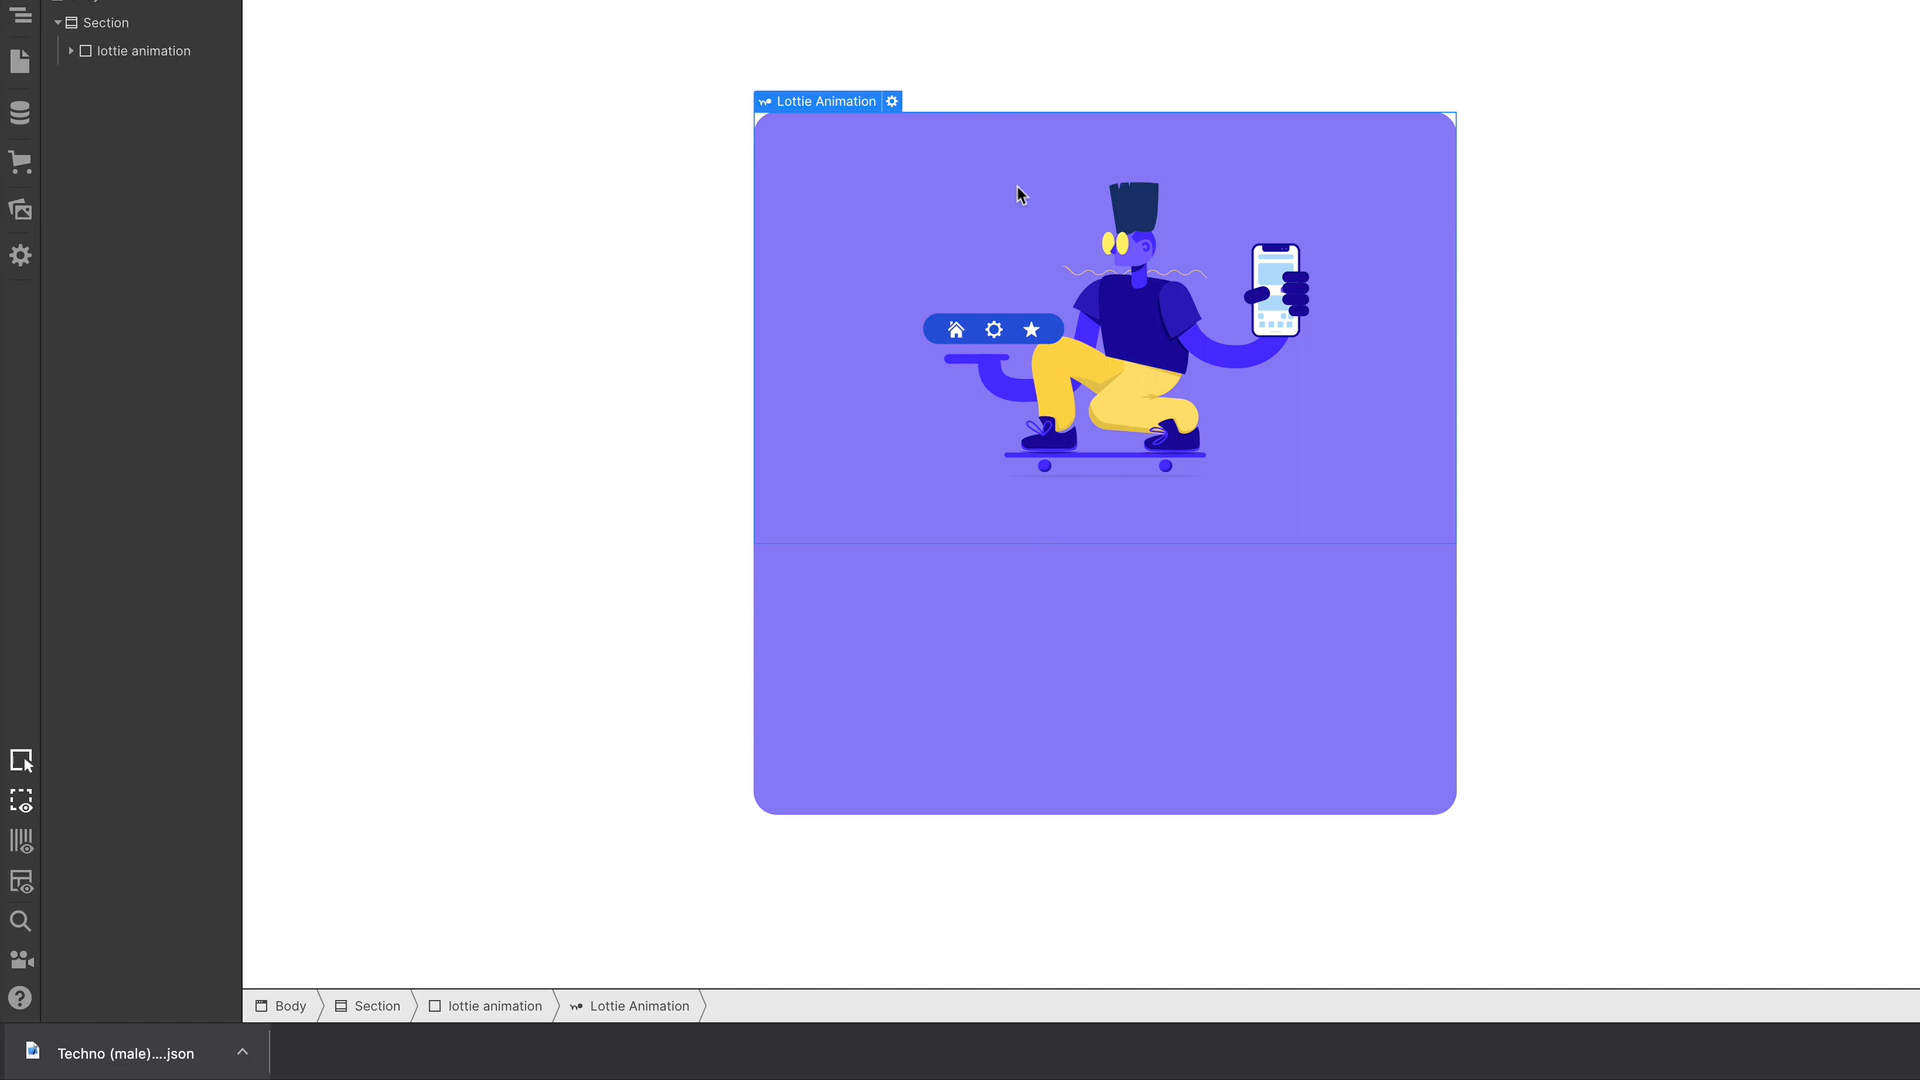 Section
lottie animation
Lottie Animation
Body
Section
lottie animation
Lottie Animation
Techno (male)....json